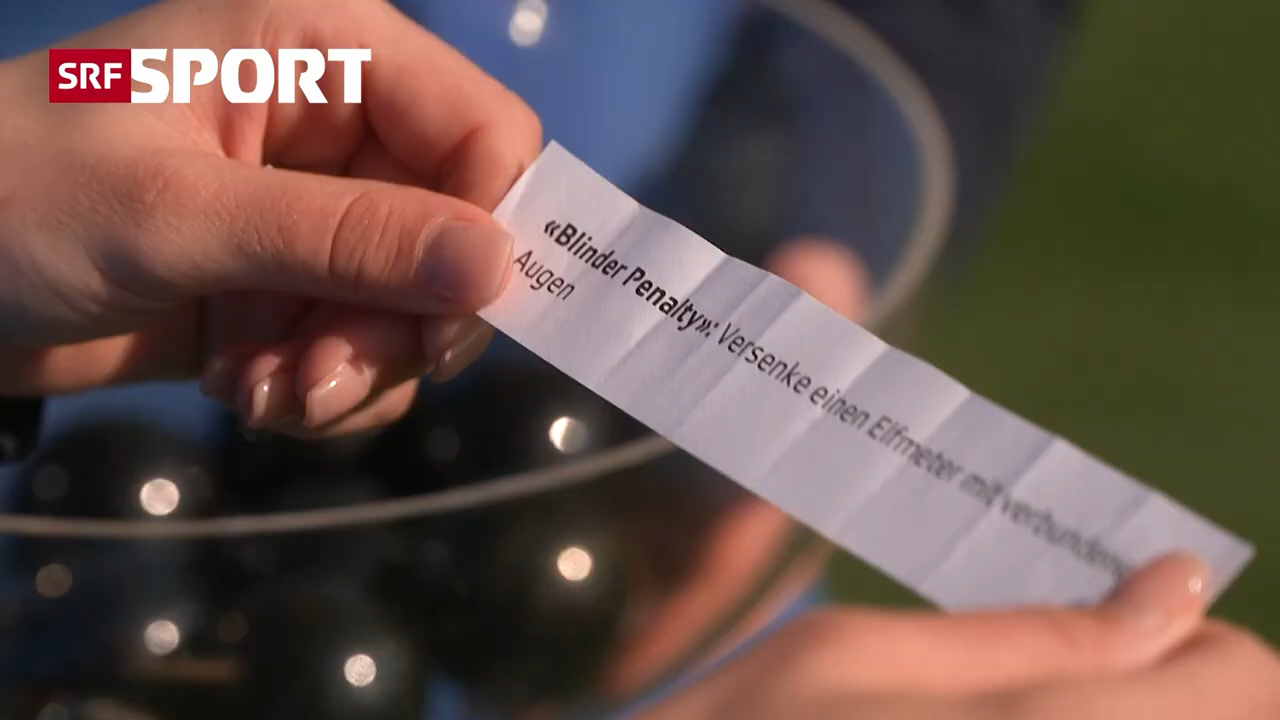 SRF SPORT
«Blinder Penalty»: Versenke einen Elfmeter mit verbundenen
Augen